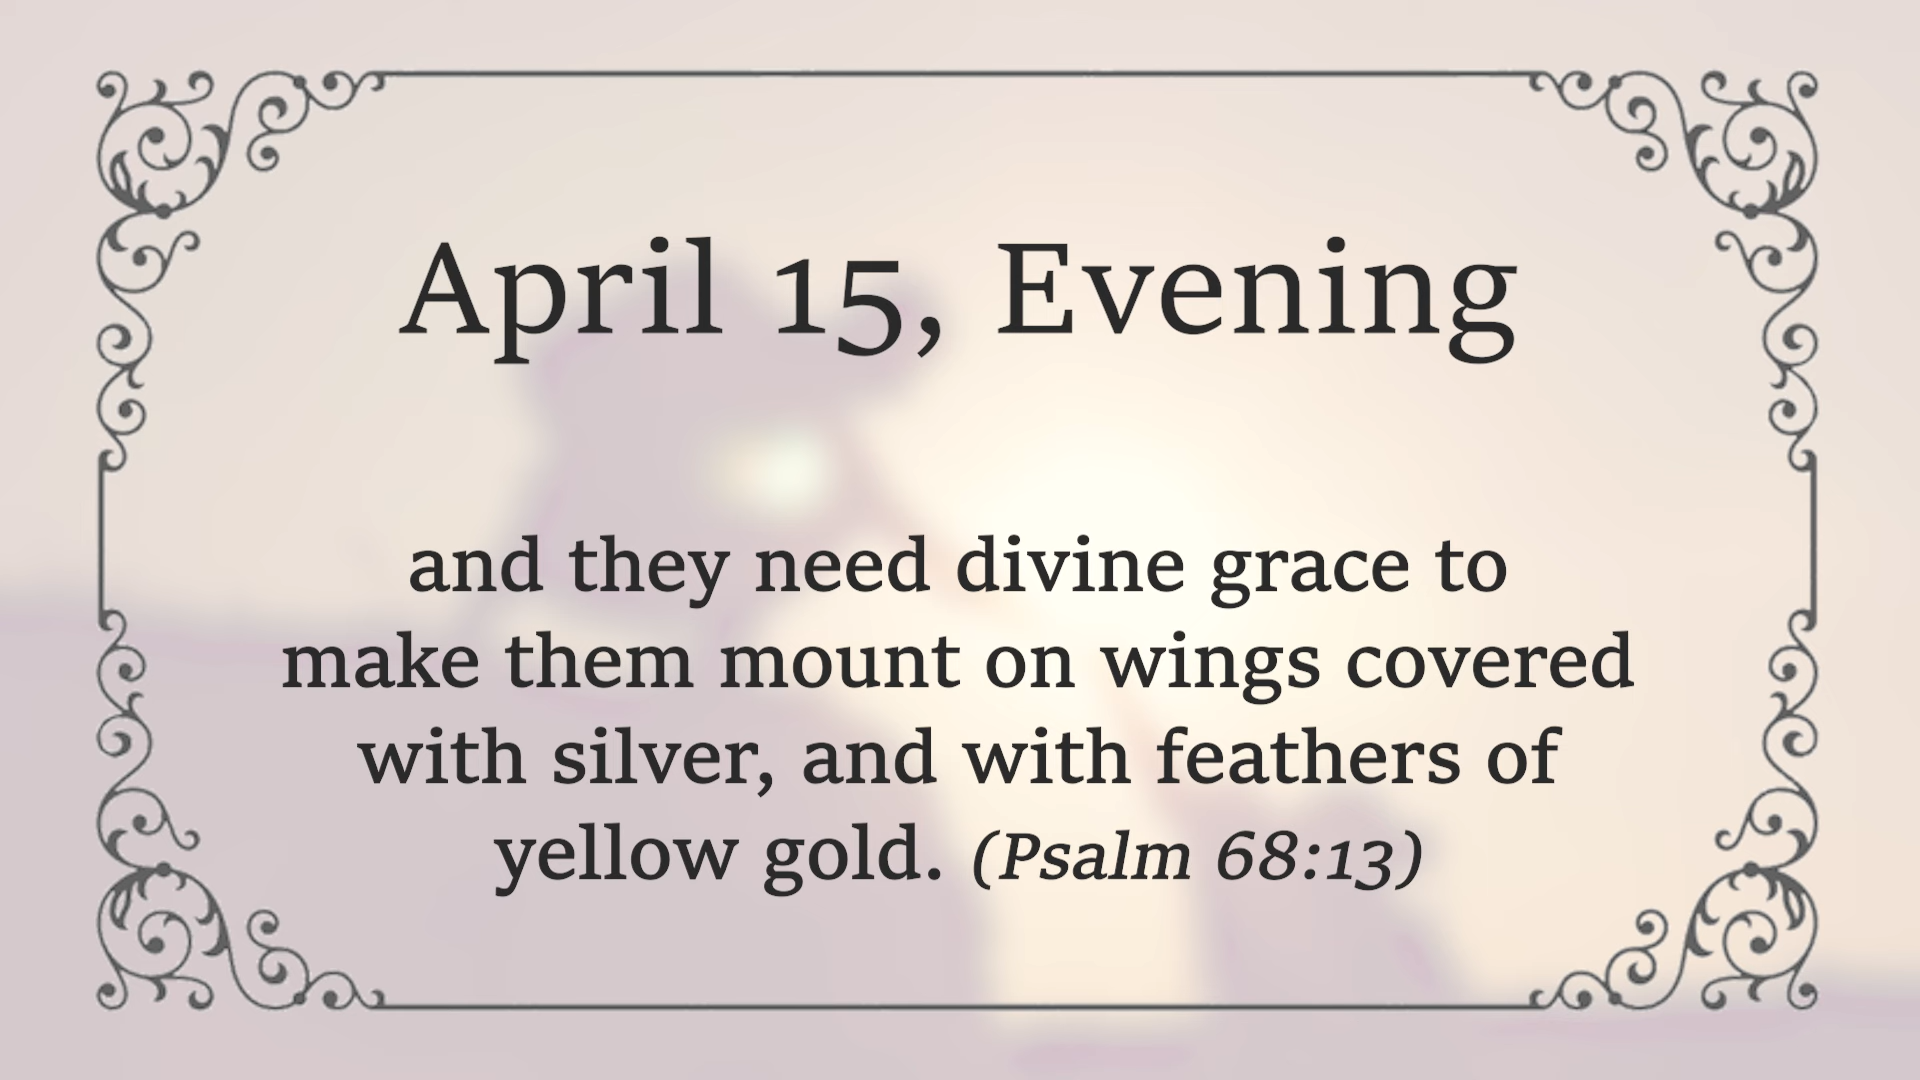 April 15, Evening
and they need divine grace to
make them mount on wings covered
with silver, and with feathers of
yellow gold. (Psalm 68:13)